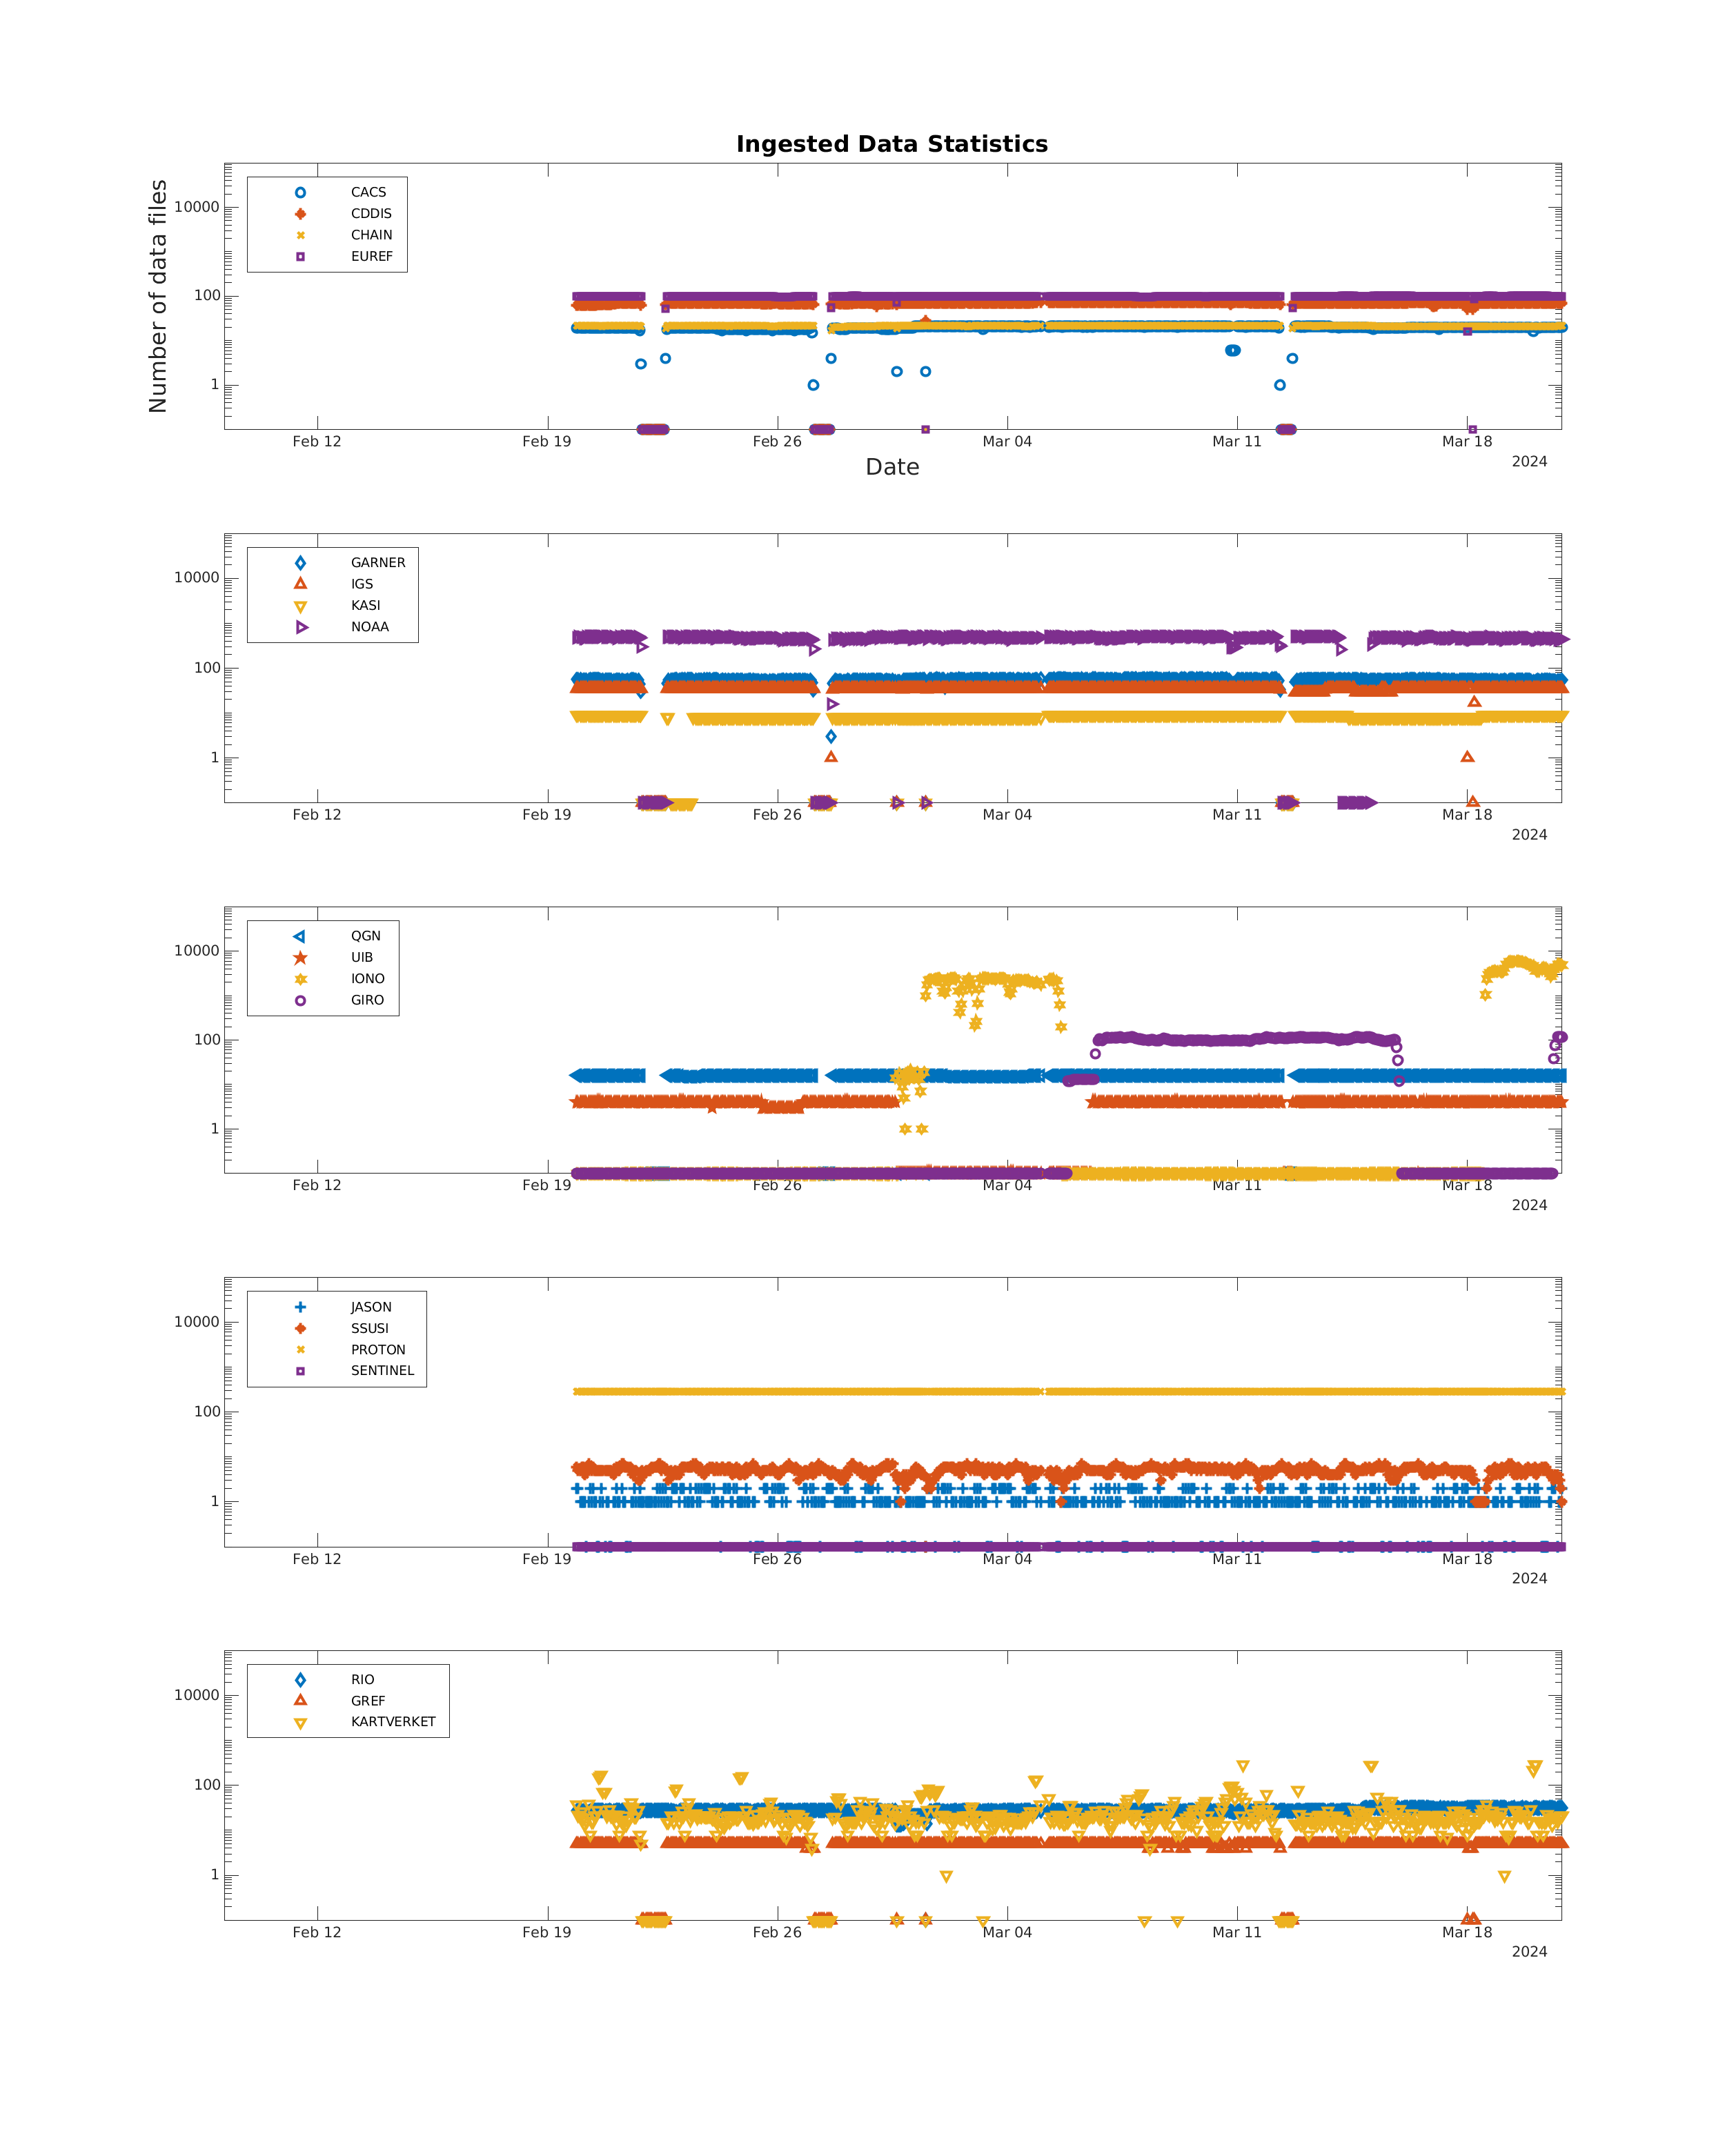 Ingested Data Statistics
Number of data files
10000
100
1
CACS
CDDIS
CHAIN
EUREF
Feb 12 Feb 19 Feb 26 Mar 04 Mar 11 Mar 18
2024
Date
10000
100
1
GARNER
IGS
KASI
NOAA
Feb 12 Feb 19 Feb 26 Mar 04 Mar 11 Mar 18
2024
10000
100
1
QGN
UIB
IONO
GIRO
Feb 12 Feb 19 Feb 26 Mar 04 Mar 11 Mar 18
2024
10000
100
1
JASON
SSUSI
PROTON
SENTINEL
Feb 12 Feb 19 Feb 26 Mar 04 Mar 11 Mar 18
2024
10000
100
1
RIO
GREF
KARTVERKET
Feb 12 Feb 19 Feb 26 Mar 04 Mar 11 Mar 18
2024